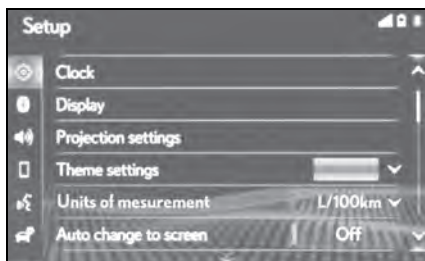 Setup
Clock
Display
Projection settings
Theme settings
Units of mesurement L/100km
Auto change to screen Off